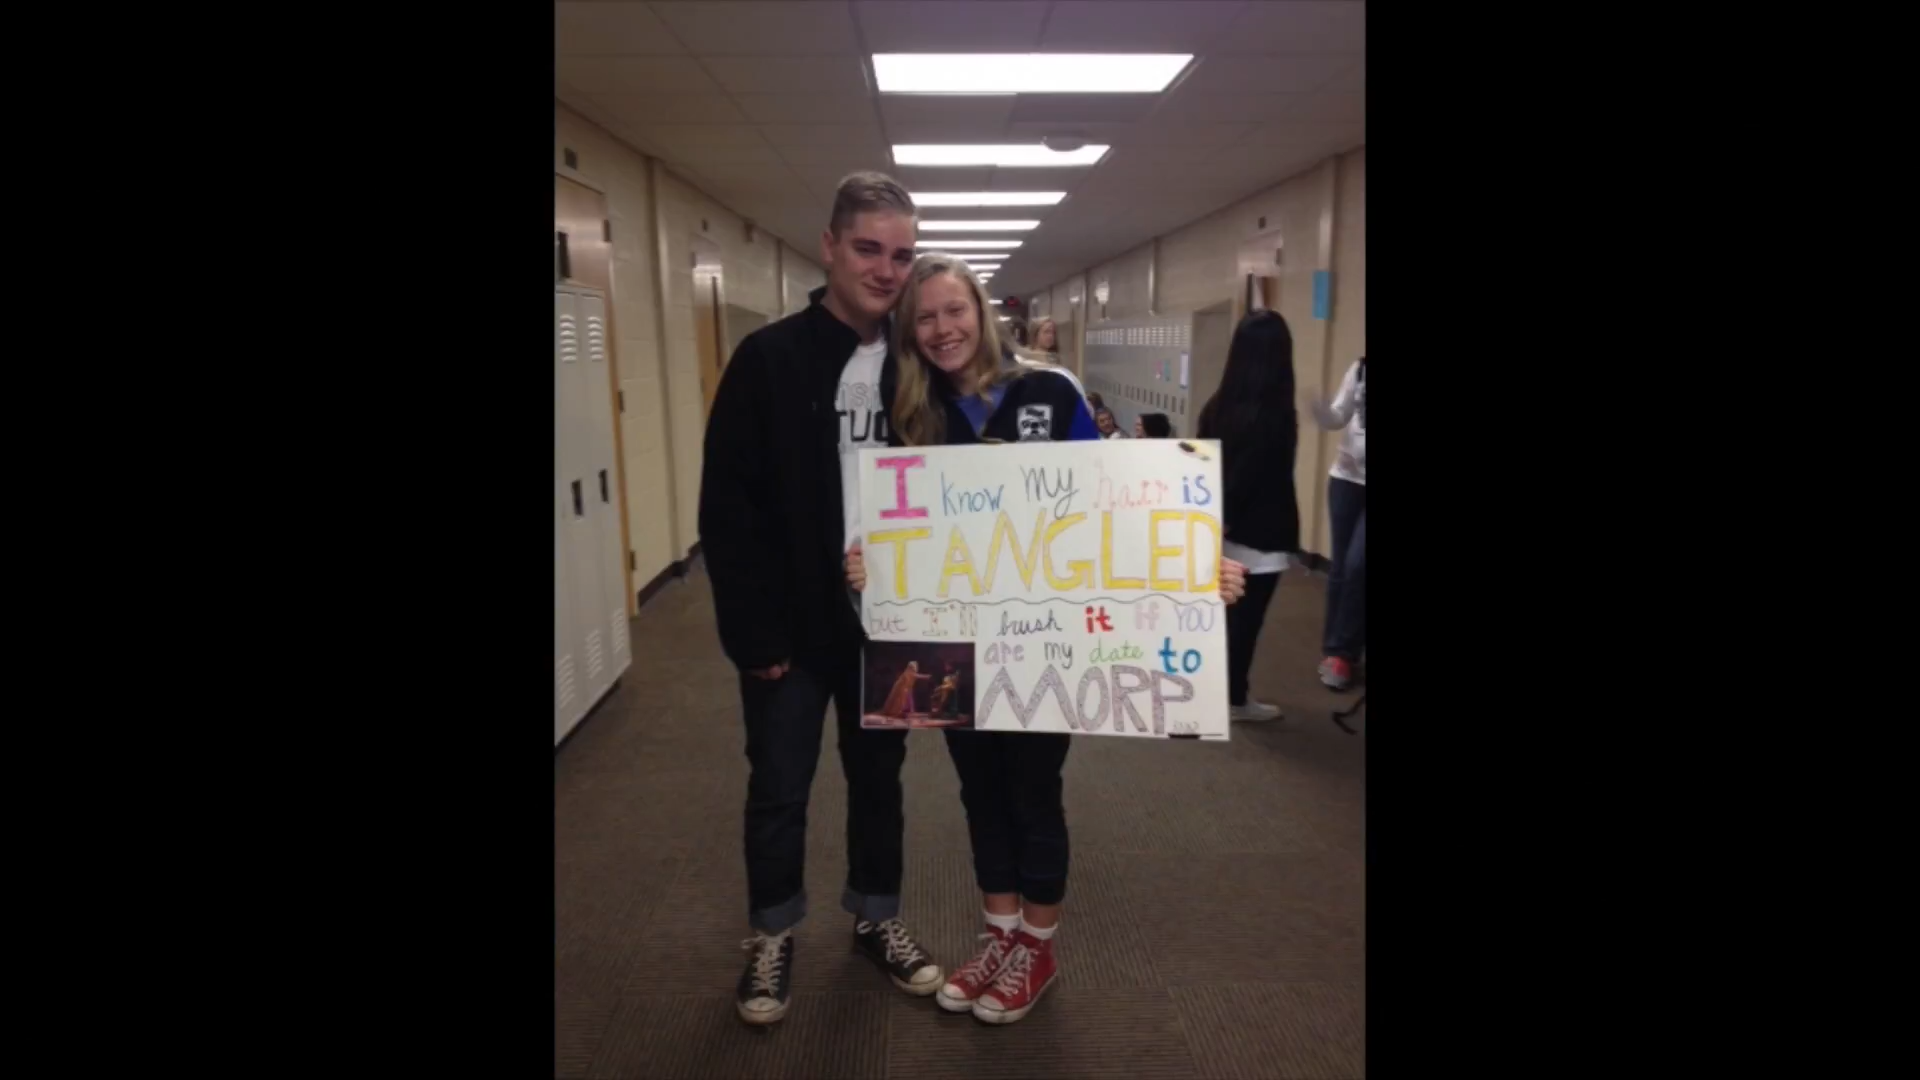 I know my hair is
TANGLED
but I'll brush it if YOU
are my date to
MORP